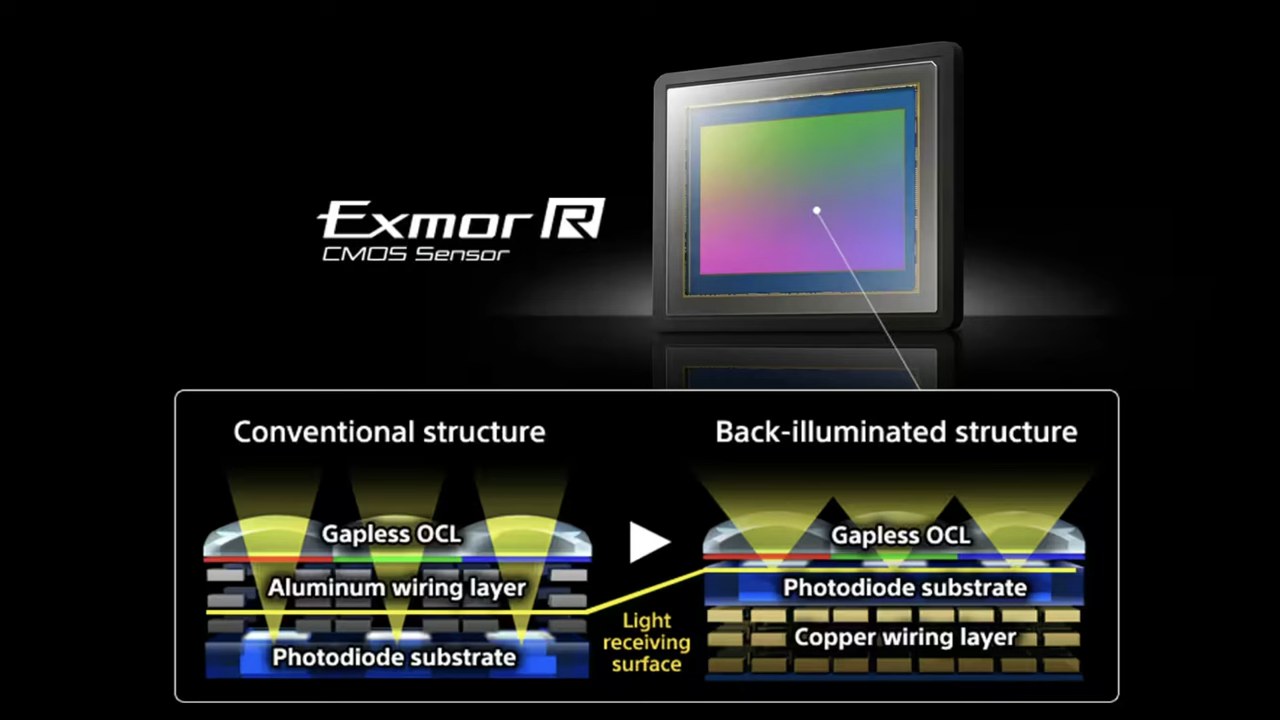 Exmor R
CMOS Sensor
Conventional structure
Gapless OCL
Aluminum wiring layer
Photodiode substrate
Light
receiving
surface
Back-illuminated structure
Gapless OCL
Photodiode substrate
Copper wiring layer